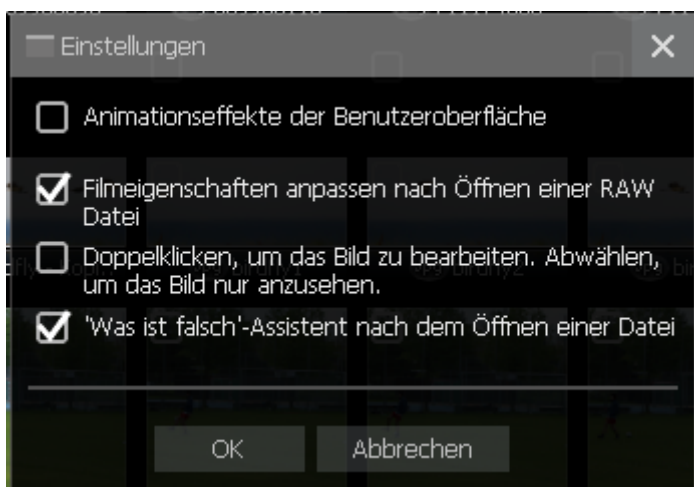 Einstellungen
Animationseffekte der Benutzeroberfläche
Filmeigenschaften anpassen nach Öffnen einer RAW
Datei
Doppelklicken, um das Bild zu bearbeiten. Abwählen,
um das Bild nur anzusehen.
'Was ist falsch'-Assistent nach dem Öffnen einer Datei
OK
Abbrechen